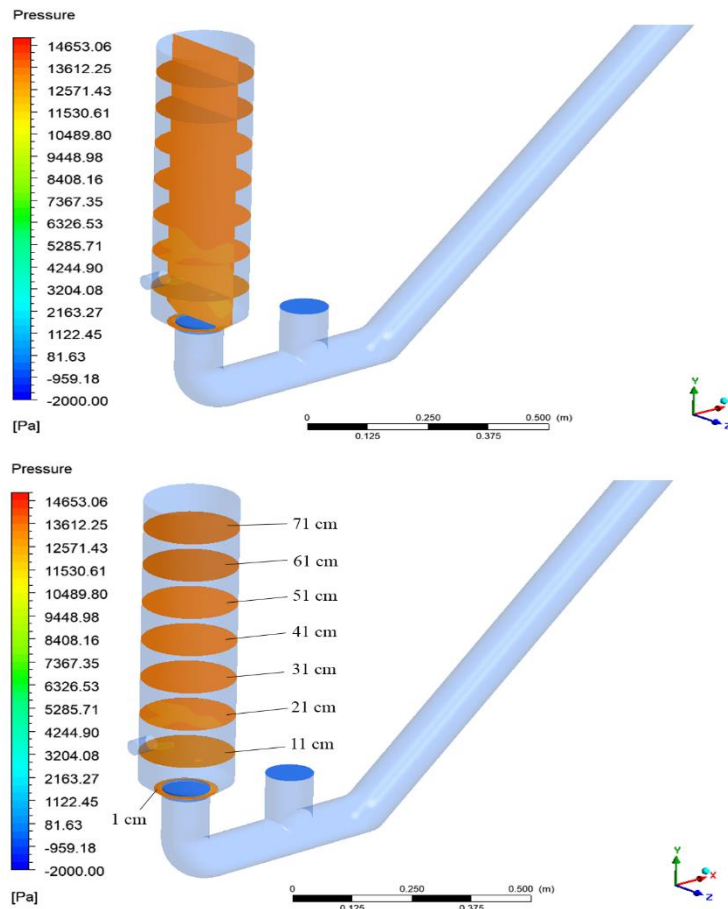 Pressure
14653.06
13612.25
12571.43
11530.61
10489.80
9448.98
8408.16
7367.35
6326.53
5285.71
4244.90
3204.08
2163.27
1122.45
81.63
-959.18
-2000.00
[Pa]
0 0.250 0.500 (m)
0.125 0.375
Y
Z
Pressure
14653.06
13612.25
12571.43
11530.61
10489.80
9448.98
8408.16
7367.35
6326.53
5285.71
4244.90
3204.08
2163.27
1122.45
81.63
-959.18
-2000.00
[Pa]
71 cm
61 cm
51 cm
41 cm
31 cm
21 cm
11 cm
1 cm
0 0.250 0.500 (m)
0.125 0.375
Y
X
Z